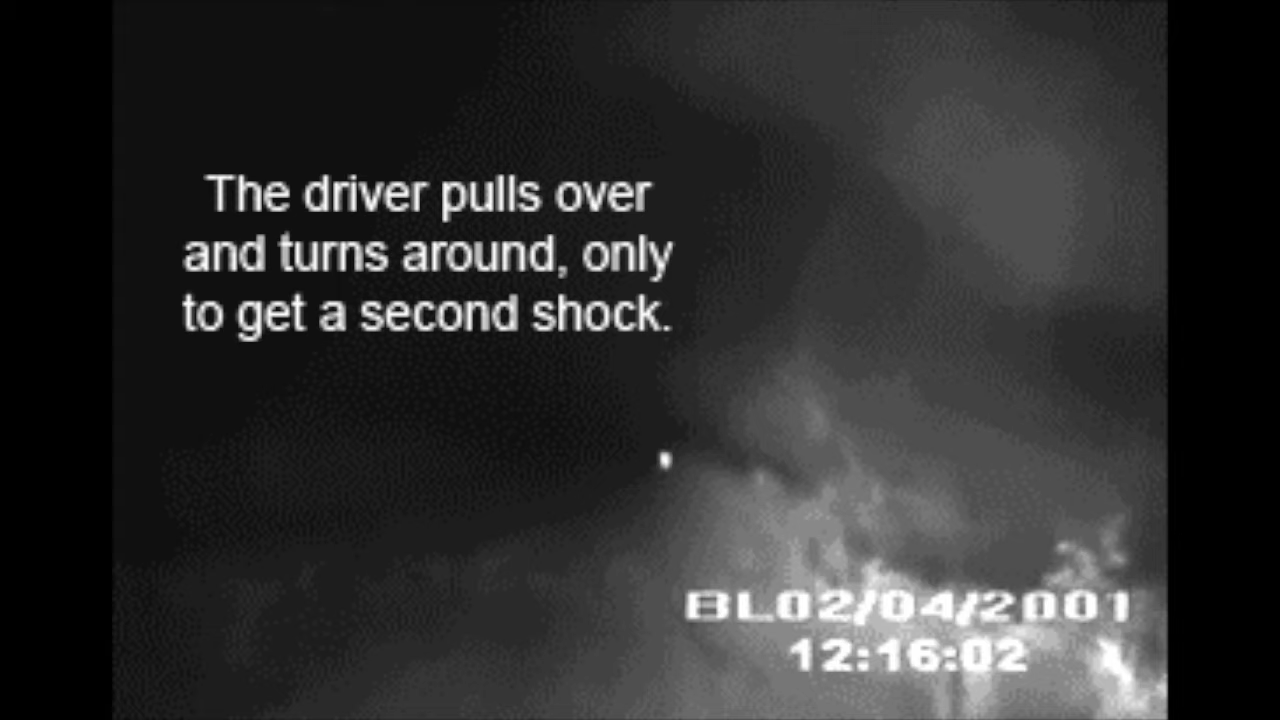 The driver pulls over
and turns around, only
to get a second shock.
BL02/04/2001
12:16:02